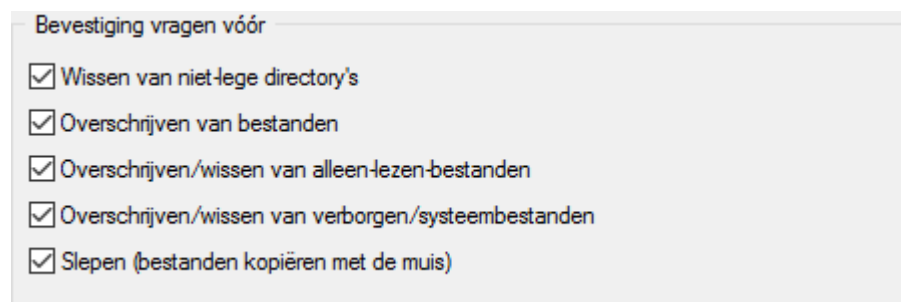 Bevestiging vragen vóór
Wissen van niet-lege directory's
Overschrijven van bestanden
Overschrijven/wissen van alleen-lezen-bestanden
Overschrijven/wissen van verborgen/systeembestanden
Slepen (bestanden kopiëren met de muis)